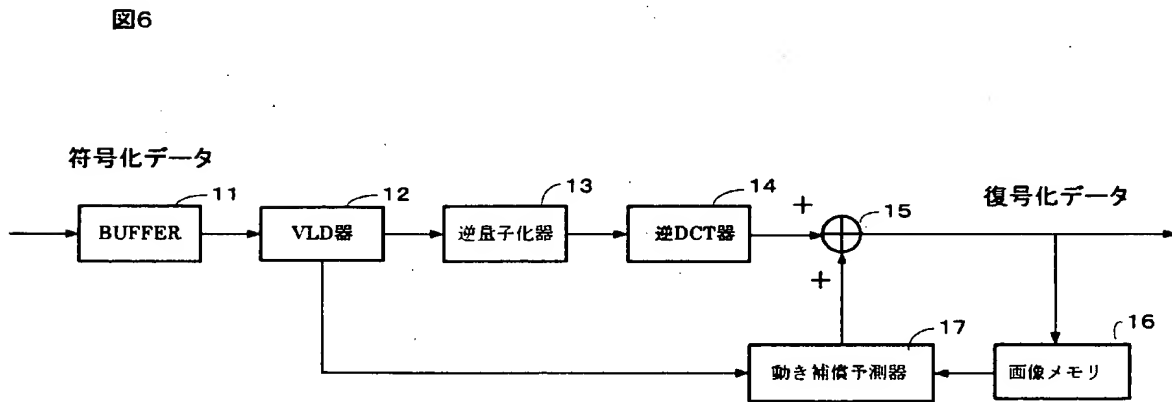 図6
符号化データ
11
12
13
14
15
復号化データ
BUFFER
VLD器
逆量子化器
逆DCT器
+
+
17
16
動き補償予測器
画像メモリ